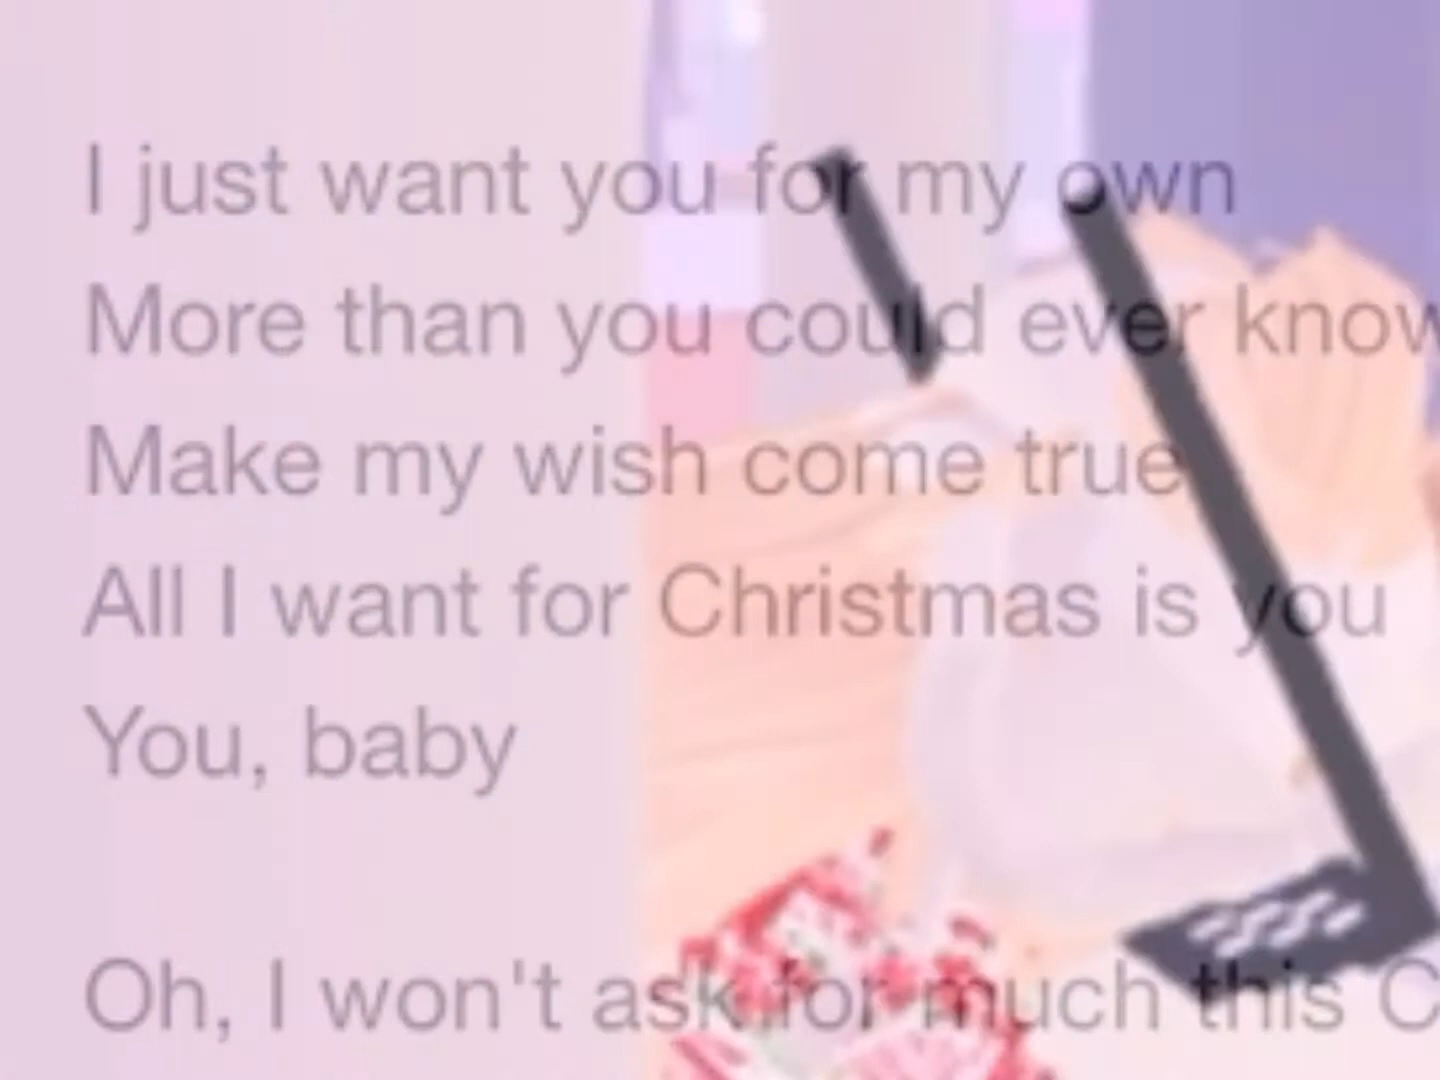 I just want you for my own
More than you could ever know
Make my wish come true
All I want for Christmas is you
You, baby
Oh, I won't ask for much this C